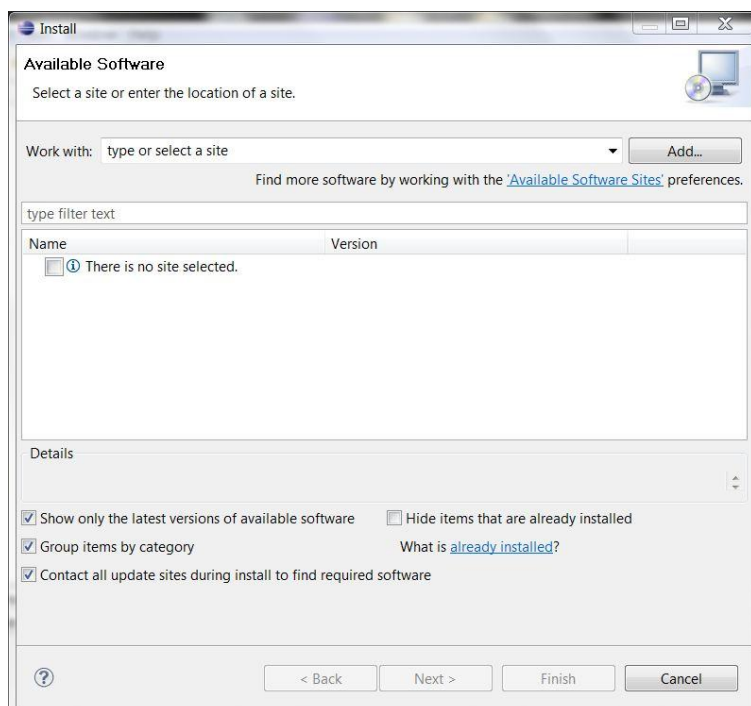 Install
Available Software
Select a site or enter the location of a site.
Work with: type or select a site Add...
Find more software by working with the 'Available Software Sites' preferences.
type filter text
Name Version
There is no site selected.
Details
Show only the latest versions of available software Hide items that are already installed
Group items by category What is already installed?
Contact all update sites during install to find required software
< Back Next > Finish Cancel